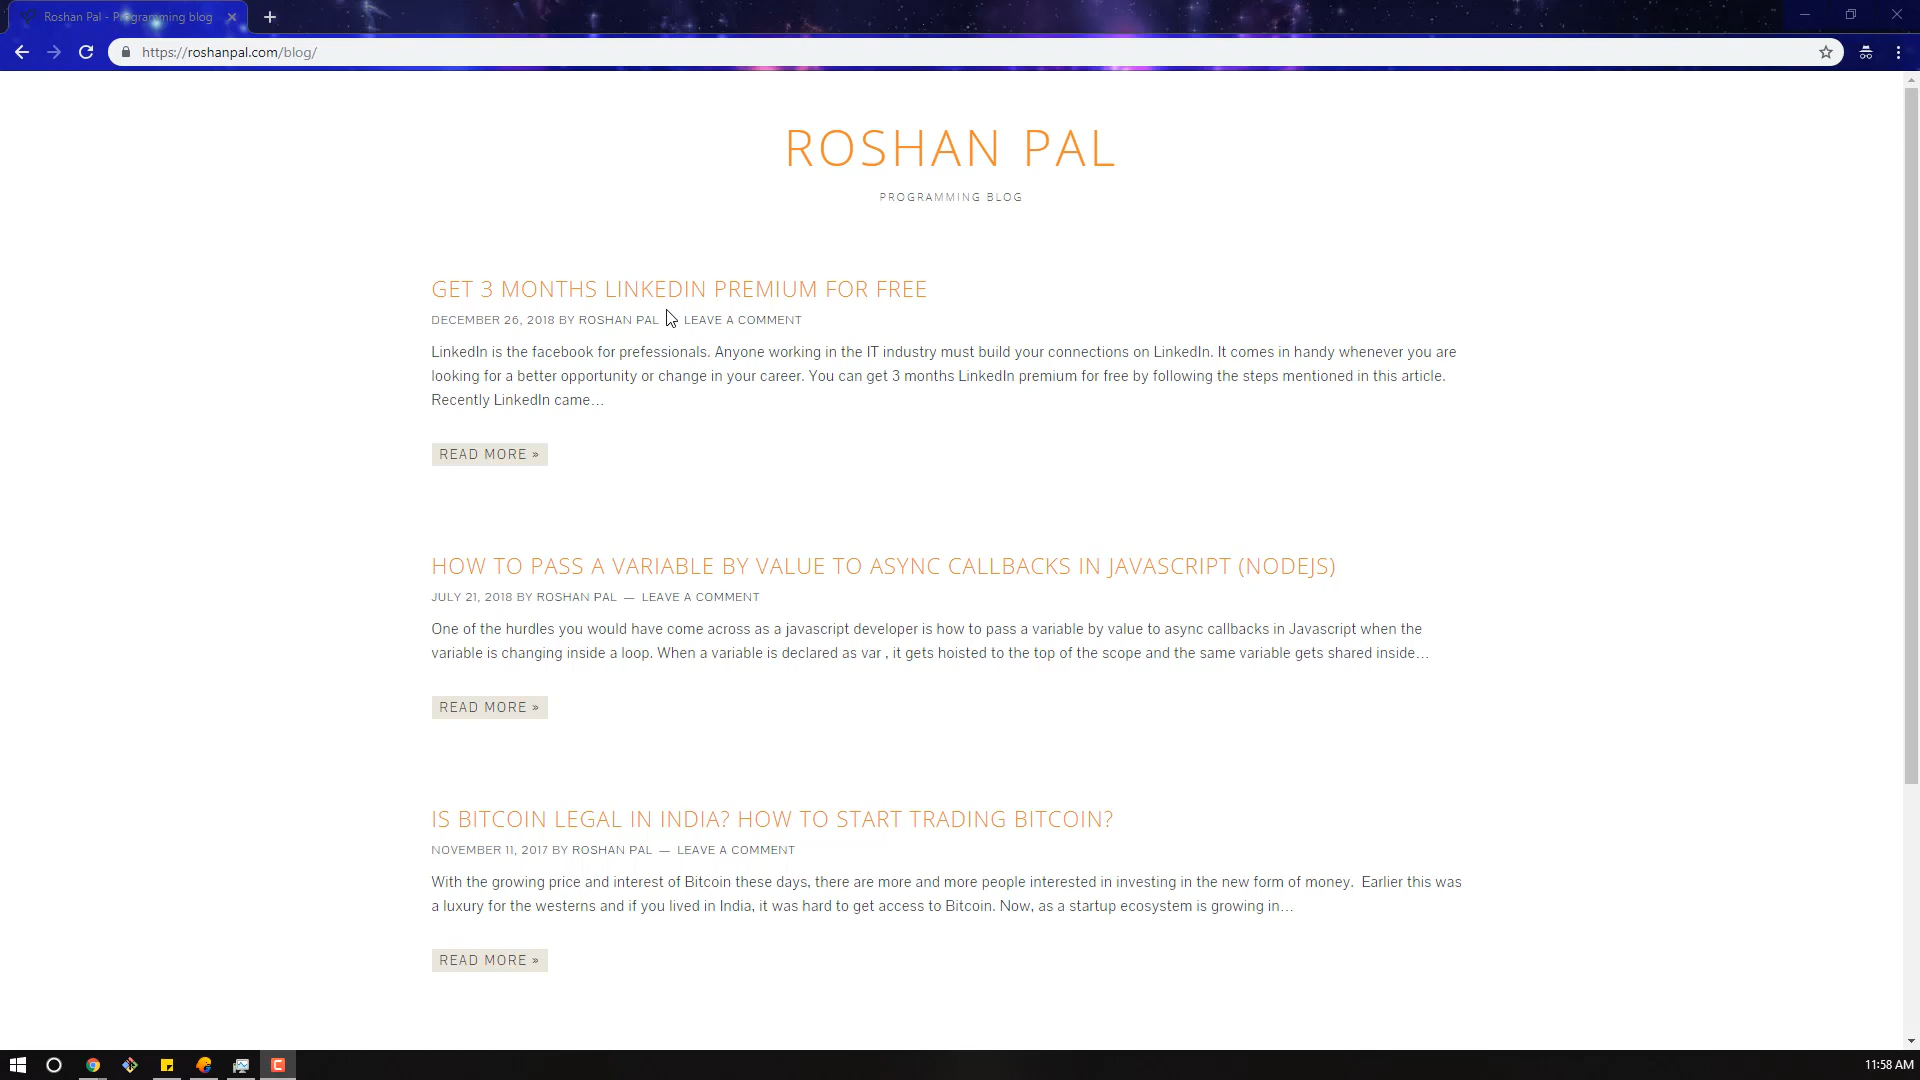 Roshan Pal - Programming blog
https://roshanpal.com/blog/
ROSHAN PAL
PROGRAMMING BLOG
GET 3 MONTHS LINKEDIN PREMIUM FOR FREE
DECEMBER 26, 2018 BY ROSHAN PAL LEAVE A COMMENT
LinkedIn is the facebook for prefessionals. Anyone working in the IT industry must build your connections on LinkedIn. It comes in handy whenever you are
looking for a better opportunity or change in your career. You can get 3 months LinkedIn premium for free by following the steps mentioned in this article.
Recently LinkedIn came…
READ MORE »
HOW TO PASS A VARIABLE BY VALUE TO ASYNC CALLBACKS IN JAVASCRIPT (NODEJS)
JULY 21, 2018 BY ROSHAN PAL — LEAVE A COMMENT
One of the hurdles you would have come across as a javascript developer is how to pass a variable by value to async callbacks in Javascript when the
variable is changing inside a loop. When a variable is declared as var , it gets hoisted to the top of the scope and the same variable gets shared inside…
READ MORE »
IS BITCOIN LEGAL IN INDIA? HOW TO START TRADING BITCOIN?
NOVEMBER 11, 2017 BY ROSHAN PAL — LEAVE A COMMENT
With the growing price and interest of Bitcoin these days, there are more and more people interested in investing in the new form of money.  Earlier this was
a luxury for the westerns and if you lived in India, it was hard to get access to Bitcoin. Now, as a startup ecosystem is growing in…
READ MORE »
11:58 AM